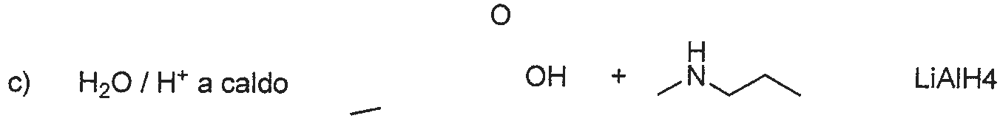 O
c) H₂O / H⁺ a caldo OH + H
N LiAlH4